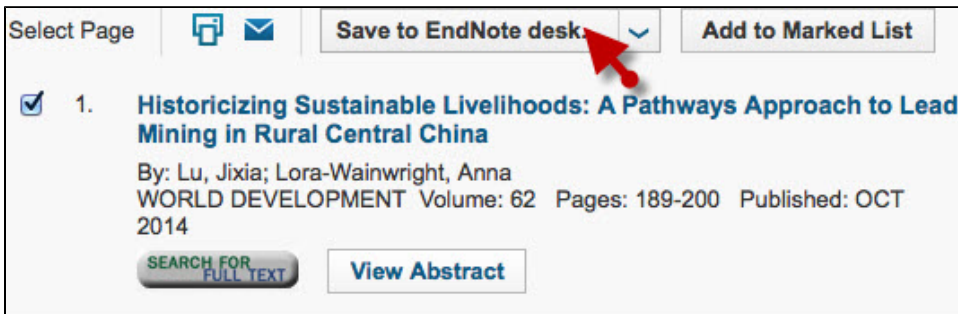 Select Page Save to EndNote desk. Add to Marked List
1. Historicizing Sustainable Livelihoods: A Pathways Approach to Lead
Mining in Rural Central China
By: Lu, Jixia; Lora-Wainwright, Anna
WORLD DEVELOPMENT Volume: 62 Pages: 189-200 Published: OCT
2014
SEARCH FOR
FULL TEXT View Abstract